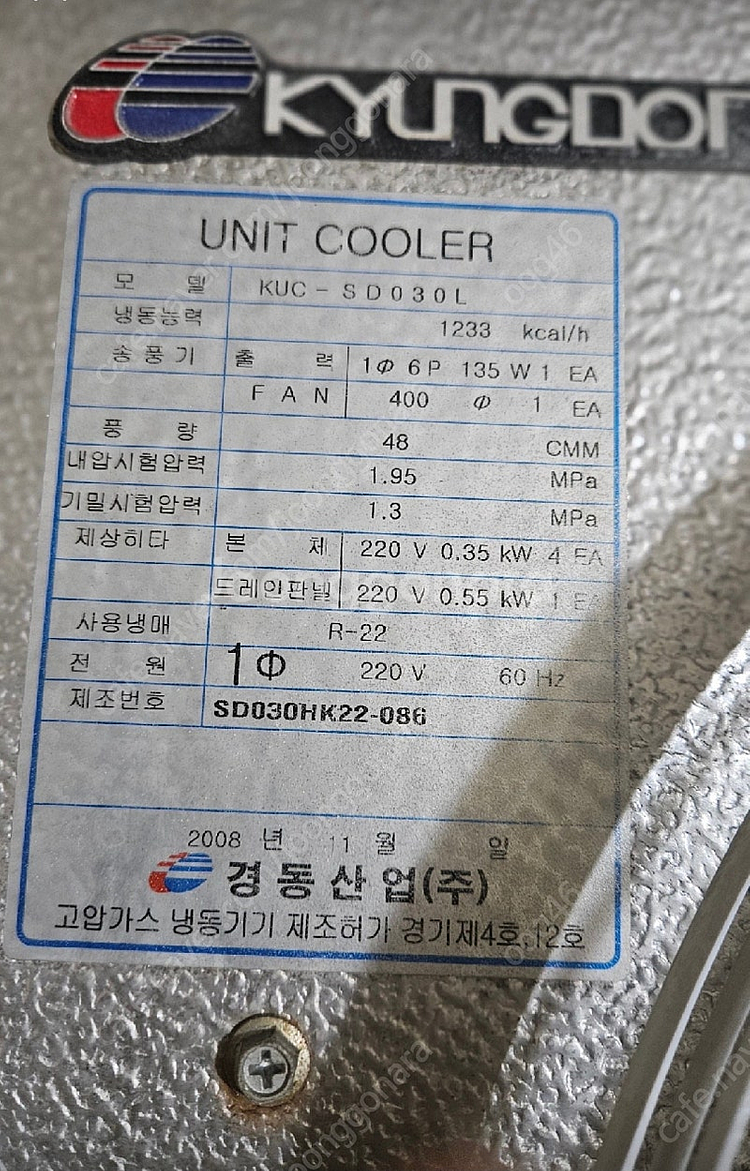 KYUNGDON
UNIT COOLER
모 델 KUC - SD030L
냉동능력 1233 kcal/h
송풍기 출 력 1Φ 6P 135 W 1 EA
FAN 400 Φ 1 EA
풍 량 48 CMM
내압시험압력 1.95 MPa
기밀시험압력 1.3 MPa
제상히타 본 체 220 V 0.35 kW 4 EA
드레인판넬 220 V 0.55 kW 1 E
사용냉매 R-22
전 원 1Φ 220 V 60 Hz
제조번호 SD030HK22-086
2008 년 11 월 일
경동산업(주)
고압가스 냉동기기 제조허가 경기제4호,12호